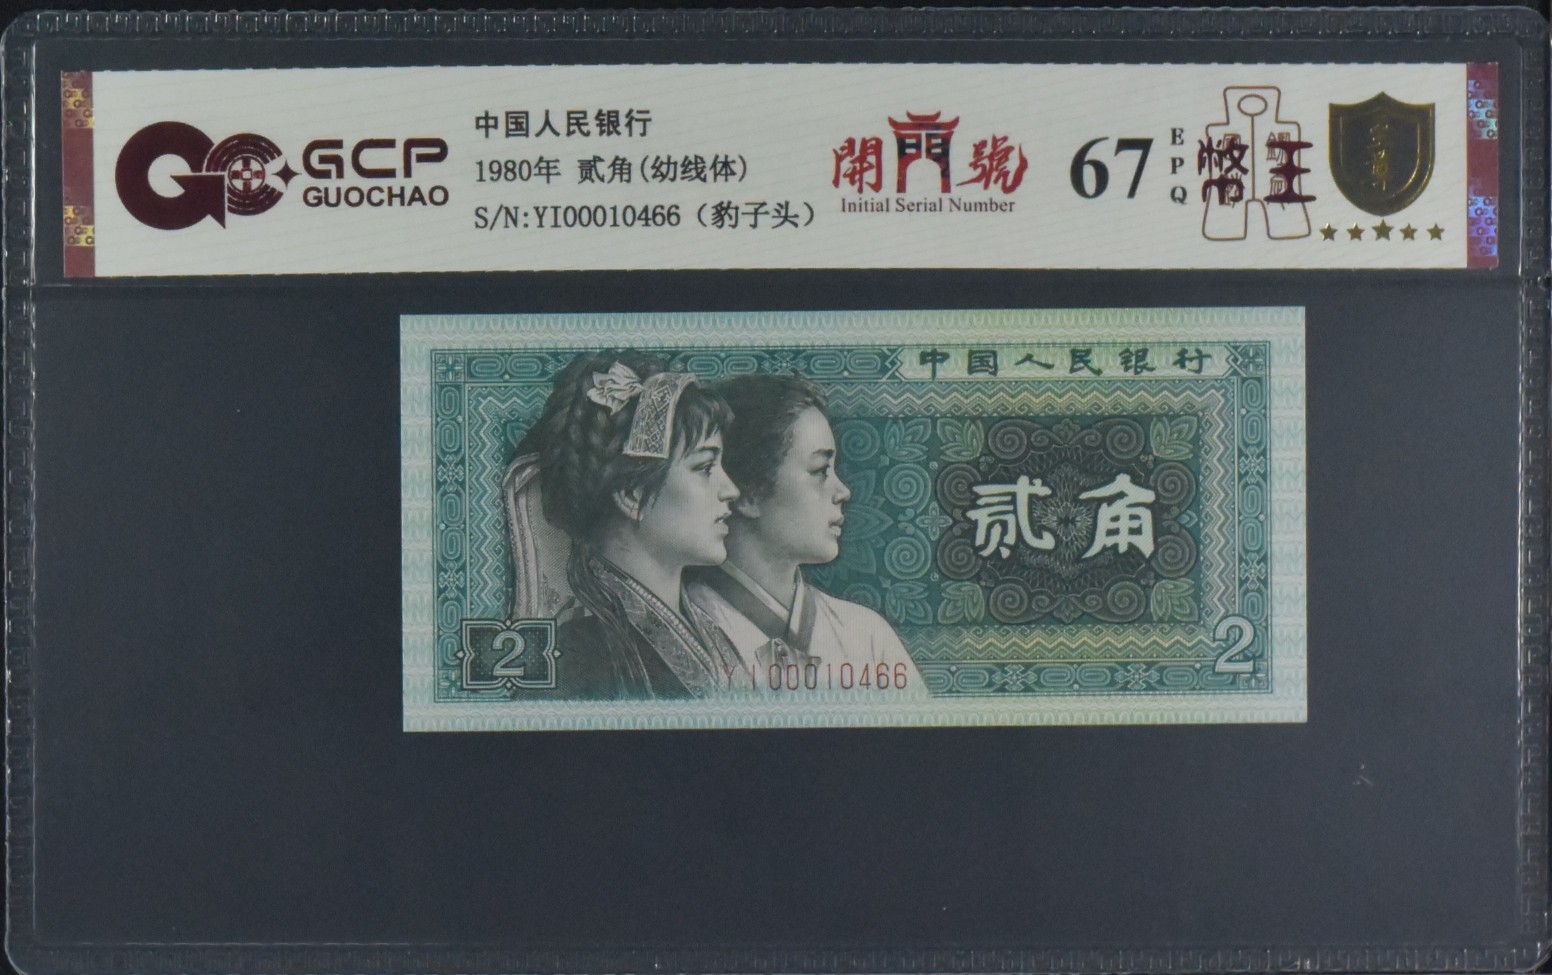 GCP
GUOCHAO
中国人民银行
1980年 贰角(幼线体)
S/N:YI00010466（豹子头）
開門號
Initial Serial Number
67
EPQ
中国人民银行
贰角
2
2
YI00010466